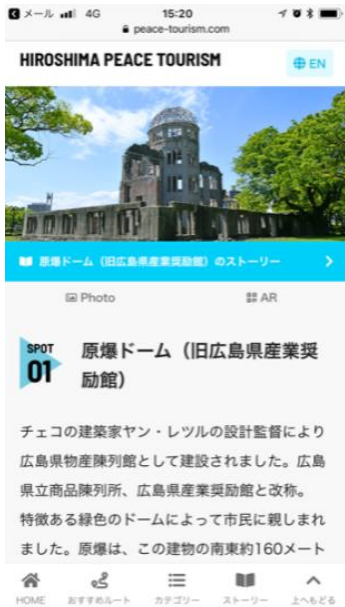 メール 4G 15:20
peace-tourism.com
HIROSHIMA PEACE TOURISM
EN
原爆ドーム（旧広島県産業奨励館）のストーリー
Photo
AR
SPOT
01
原爆ドーム（旧広島県産業奨
励館）
チェコの建築家ヤン・レツルの設計監督により
広島県物産陳列館として建設されました。広島
県立商品陳列所、広島県産業奨励館と改称。
特徴ある緑色のドームによって市民に親しまれ
ました。原爆は、この建物の南東約160メート
HOME おすすめルート カテゴリー ストーリー 上へもどる